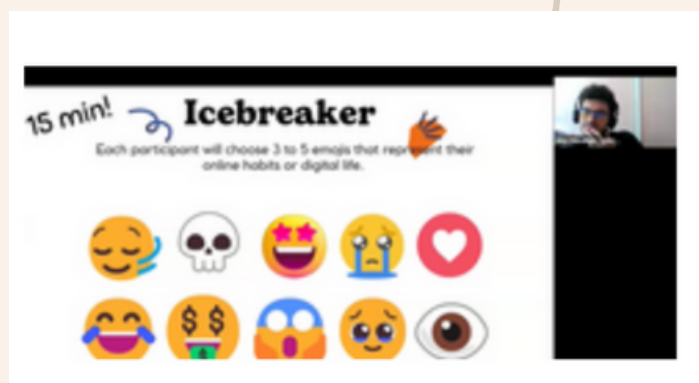 15 min!
Icebreaker
Each participant will choose 3 to 5 emojis that represent their
online habits or digital life.